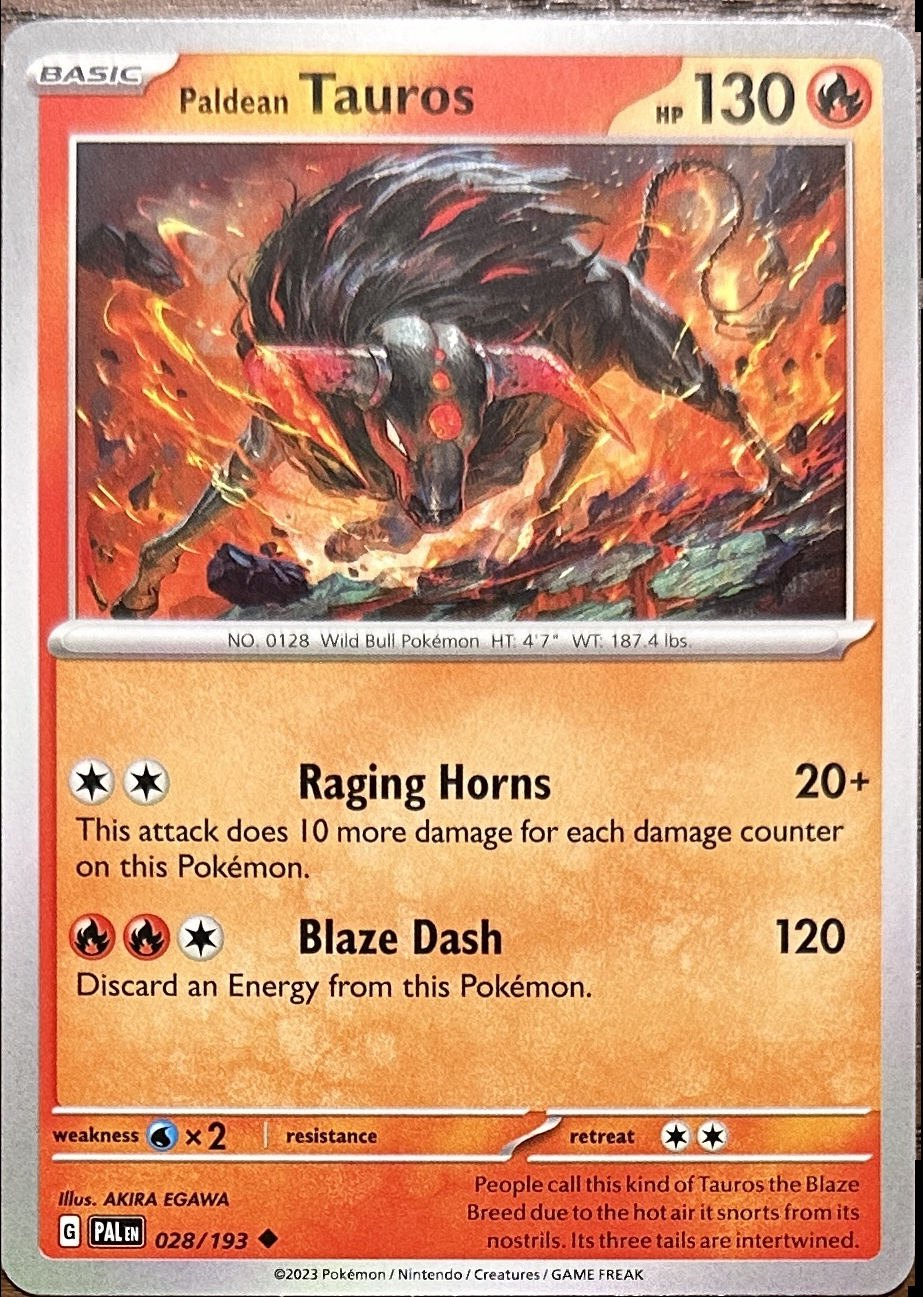 BASIC
Paldean Tauros HP 130
NO. 0128 Wild Bull Pokémon HT: 4'7" WT: 187.4 lbs.
Raging Horns 20+
This attack does 10 more damage for each damage counter
on this Pokémon.
Blaze Dash 120
Discard an Energy from this Pokémon.
weakness ×2 resistance retreat
Illus. AKIRA EGAWA
G PAL EN 028/193
People call this kind of Tauros the Blaze
Breed due to the hot air it snorts from its
nostrils. Its three tails are intertwined.
©2023 Pokémon / Nintendo / Creatures / GAME FREAK